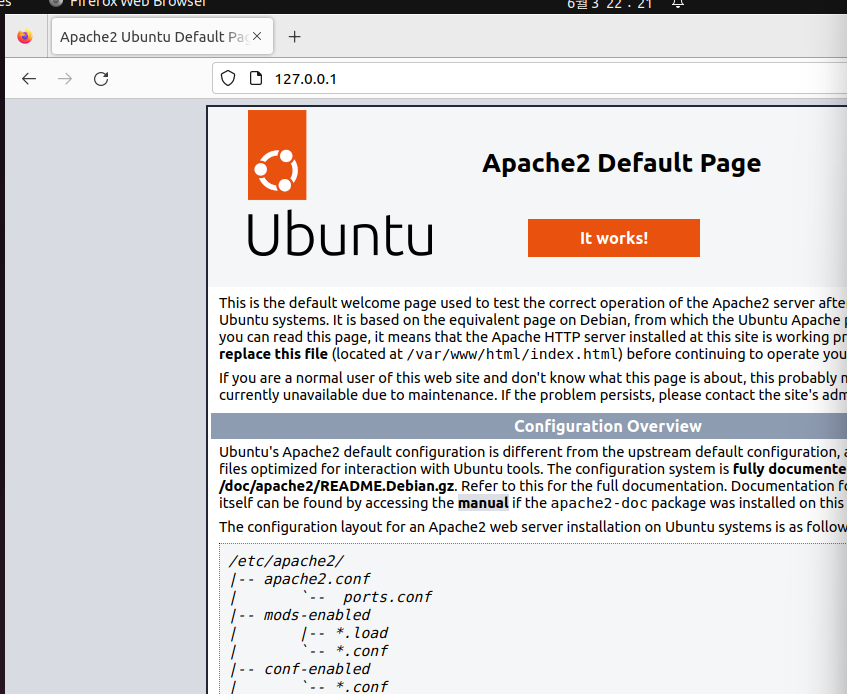 Firefox Web Browser
6월 3 22 : 21
Apache2 Ubuntu Default Pa
127.0.0.1
Ubuntu
Apache2 Default Page
It works!
This is the default welcome page used to test the correct operation of the Apache2 server afte
Ubuntu systems. It is based on the equivalent page on Debian, from which the Ubuntu Apache
you can read this page, it means that the Apache HTTP server installed at this site is working
replace this file (located at /var/www/html/index.html) before continuing to operate you
If you are a normal user of this web site and don't know what this page is about, this probably
currently unavailable due to maintenance. If the problem persists, please contact the site's adm
Configuration Overview
Ubuntu's Apache2 default configuration is different from the upstream default configuration, a
files optimized for interaction with Ubuntu tools. The configuration system is fully documente
/doc/apache2/README.Debian.gz. Refer to this for the full documentation. Documentation fo
itself can be found by accessing the manual if the apache2-doc package was installed on this
The configuration layout for an Apache2 web server installation on Ubuntu systems is as follow
/etc/apache2/
|-- apache2.conf
|       `--  ports.conf
|-- mods-enabled
|       |-- *.load
|       `-- *.conf
|-- conf-enabled
|       `-- *.conf